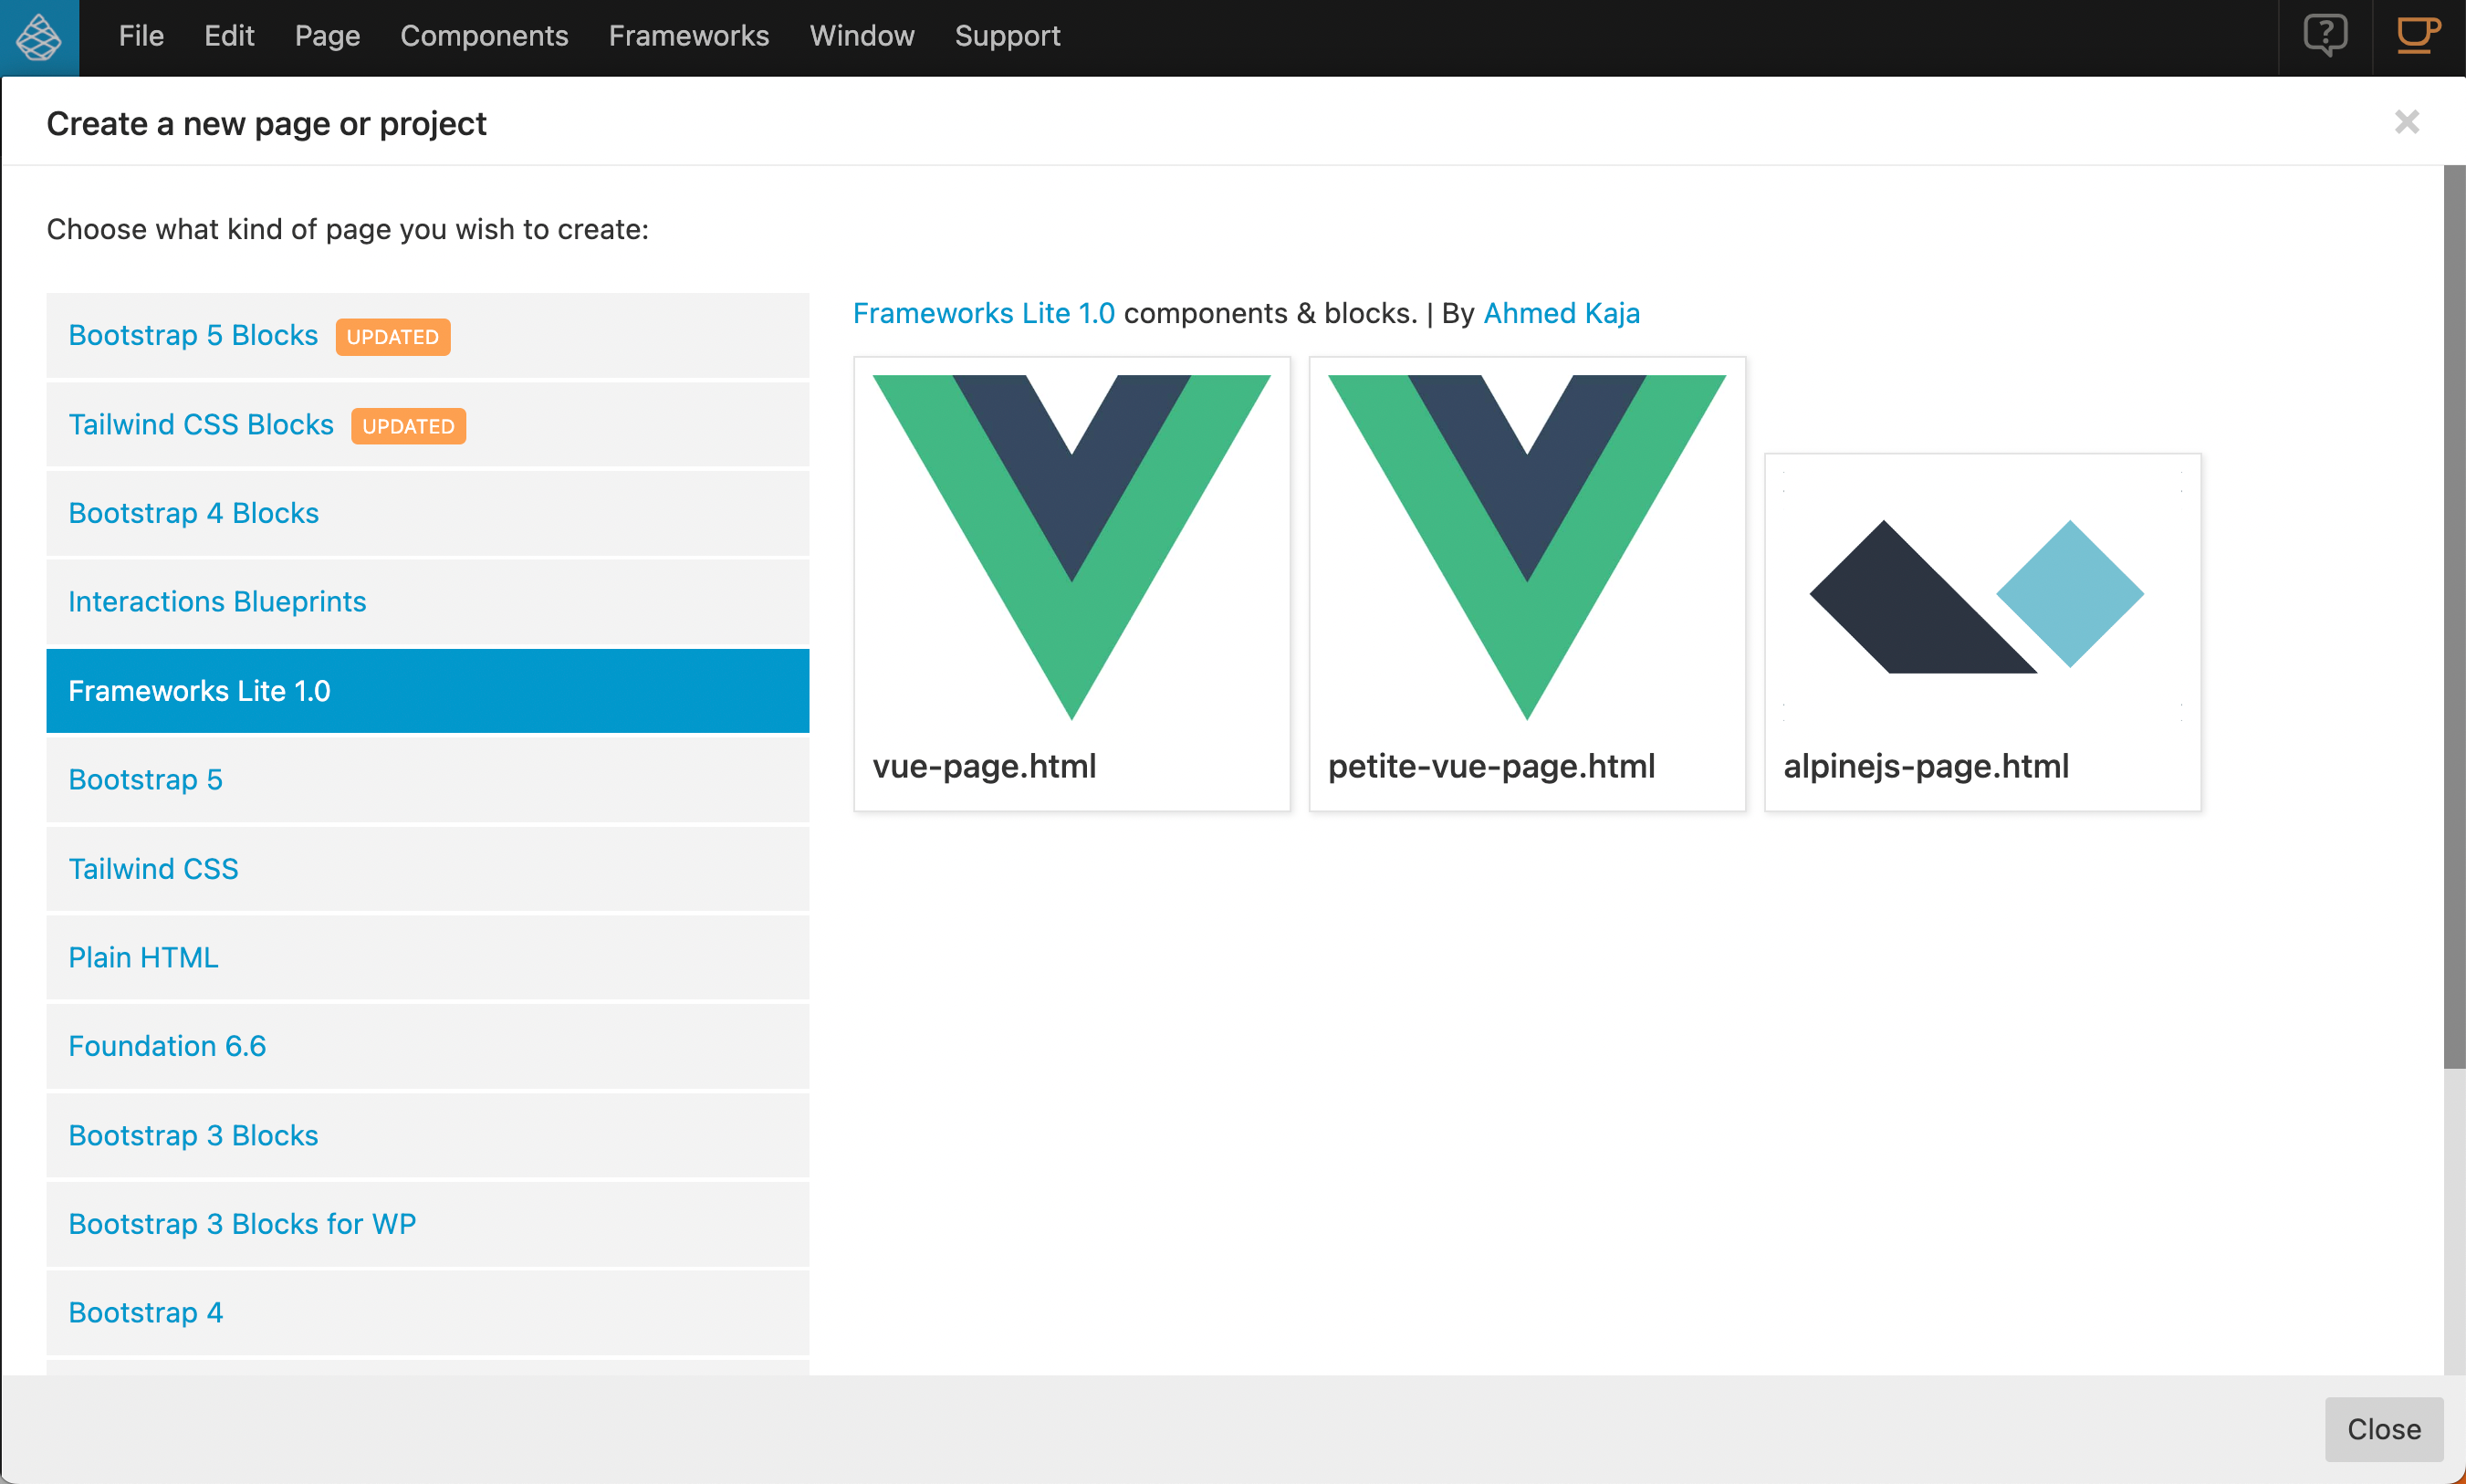 File Edit Page Components Frameworks Window Support
Create a new page or project
Choose what kind of page you wish to create:
Bootstrap 5 Blocks UPDATED
Tailwind CSS Blocks UPDATED
Bootstrap 4 Blocks
Interactions Blueprints
Frameworks Lite 1.0
Bootstrap 5
Tailwind CSS
Plain HTML
Foundation 6.6
Bootstrap 3 Blocks
Bootstrap 3 Blocks for WP
Bootstrap 4
Frameworks Lite 1.0 components & blocks. | By Ahmed Kaja
vue-page.html
petite-vue-page.html
alpinejs-page.html
Close